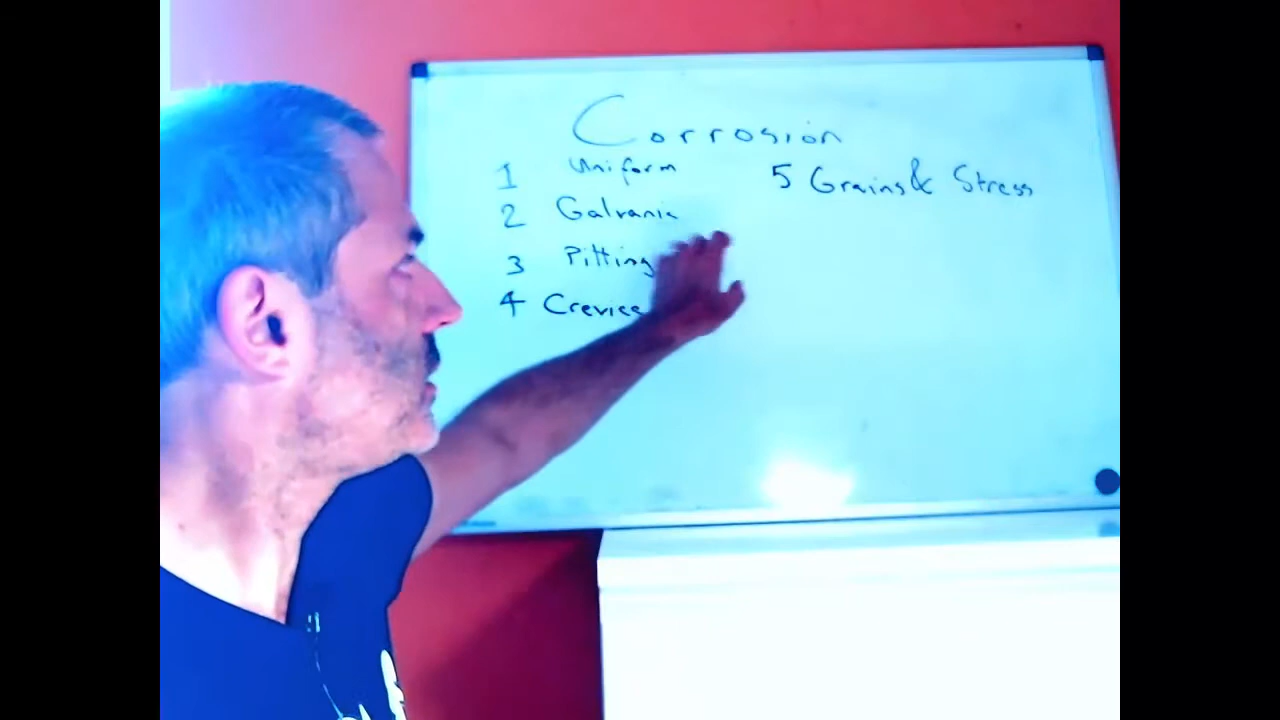 Corrosion
1 Uniform
2 Galvanic
3 Pitting
4 Crevice
5 Grains & Stress